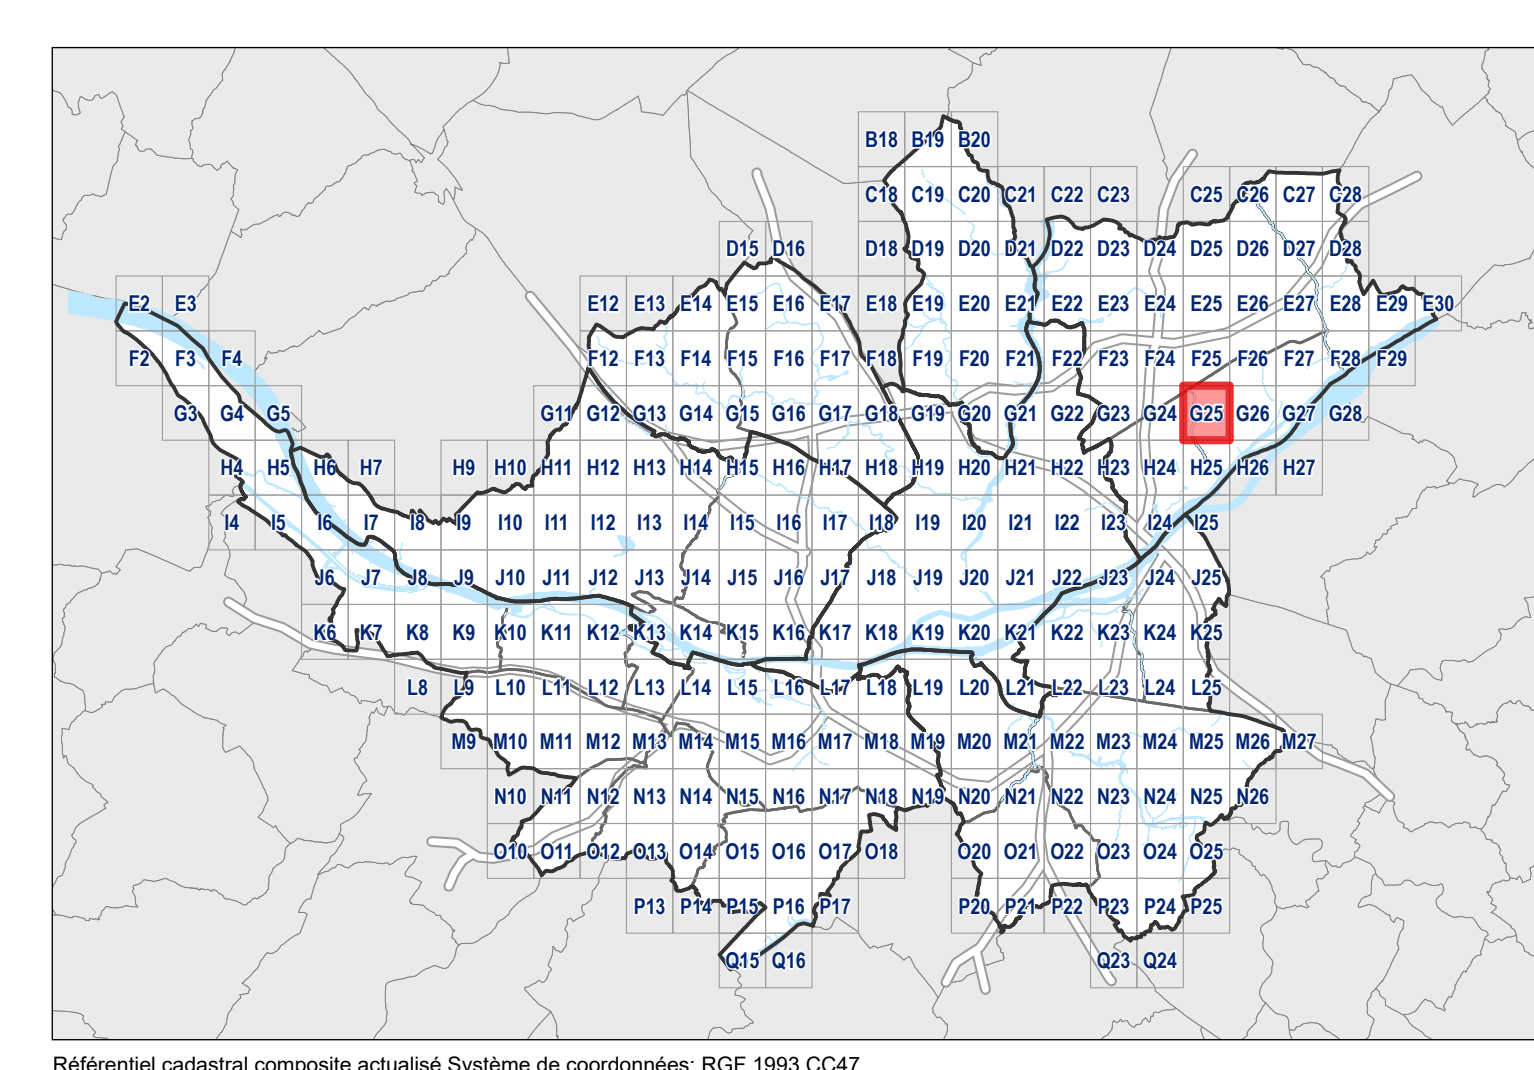 B18 B19 B20
C18 C19 C20 C21 C22 C23 C25 C26 C27 C28
D15 D16 D18 D19 D20 D21 D22 D23 D24 D25 D26 D27 D28
E2 E3 E12 E13 E14 E15 E16 E17 E18 E19 E20 E21 E22 E23 E24 E25 E26 E27 E28 E29 E30
F2 F3 F4 F12 F13 F14 F15 F16 F17 F18 F19 F20 F21 F22 F23 F24 F25 F26 F27 F28 F29
G3 G4 G5 G11 G12 G13 G14 G15 G16 G17 G18 G19 G20 G21 G22 G23 G24 G25 G26 G27 G28
H4 H5 H6 H7 H9 H10 H11 H12 H13 H14 H15 H16 H17 H18 H19 H20 H21 H22 H23 H24 H25 H26 H27
I4 I5 I6 I7 I8 I9 I10 I11 I12 I13 I14 I15 I16 I17 I18 I19 I20 I21 I22 I23 I24 I25
J6 J7 J8 J9 J10 J11 J12 J13 J14 J15 J16 J17 J18 J19 J20 J21 J22 J23 J24 J25
K6 K7 K8 K9 K10 K11 K12 K13 K14 K15 K16 K17 K18 K19 K20 K21 K22 K23 K24 K25
L8 L9 L10 L11 L12 L13 L14 L15 L16 L17 L18 L19 L20 L21 L22 L23 L24 L25
M9 M10 M11 M12 M13 M14 M15 M16 M17 M18 M19 M20 M21 M22 M23 M24 M25 M26 M27
N10 N11 N12 N13 N14 N15 N16 N17 N18 N19 N20 N21 N22 N23 N24 N25 N26
O10 O11 O12 O13 O14 O15 O16 O17 O18 O20 O21 O22 O23 O24 O25
P13 P14 P15 P16 P17 P20 P21 P22 P23 P24 P25
Q15 Q16 Q23 Q24
Référentiel cadastral composite actualisé Système de coordonnées: RGF 1993 CC47